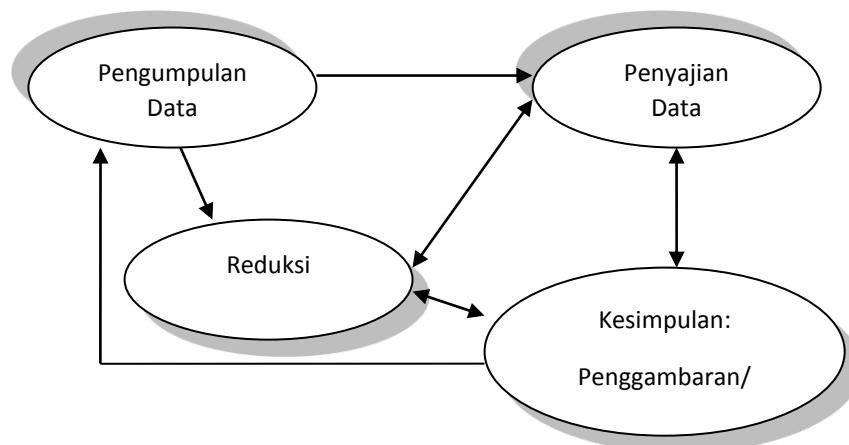 Pengumpulan
Data
Penyajian
Data
Reduksi
Kesimpulan:
Penggambaran/